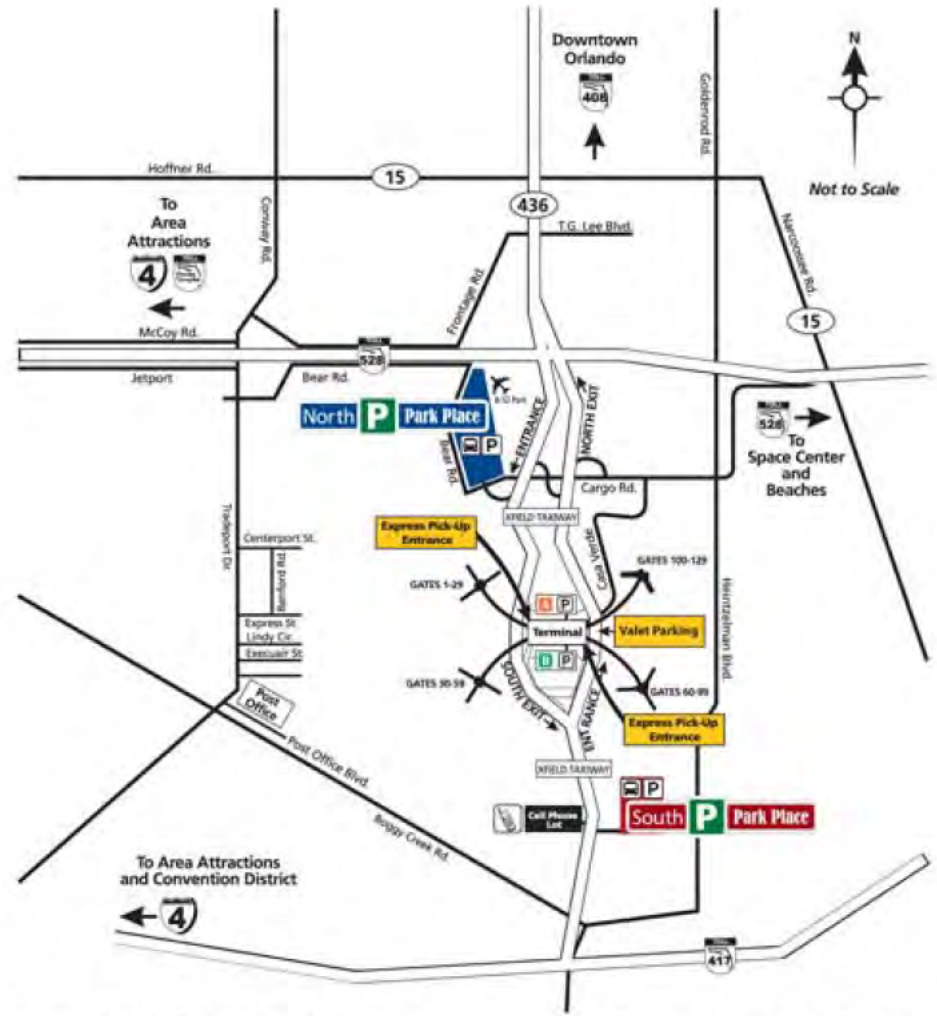 Downtown
Orlando
TOLL
408
N
Not to Scale
Goldenrod Rd.
Hoffner Rd.
15
436
T.G. Lee Blvd.
To
Area
Attractions
4
Conway Rd.
Frontage Rd.
Narcoossee Rd.
15
McCoy Rd.
TOLL
528
Jetport
Bear Rd.
North P Park Place
P
Bear Rd.
ENTRANCE
NORTH EXIT
TOLL
528
To
Space Center
and
Beaches
Cargo Rd.
XFIELD TAXIWAY
Express Pick-Up
Entrance
Casa Verde
GATES 100-129
GATES 1-29
Tradeport Dr.
Centerport St.
Express St
Lindy Cir.
Execuair St
A P
Terminal
B P
Valet Parking
Heintzelman Blvd.
GATES 30-59
GATES 60-99
SOUTH EXIT
ENTRANCE
Express Pick-Up
Entrance
Post
Office
Post Office Blvd.
XFIELD TAXIWAY
P
Cell Phone
Lot
South P Park Place
Boggy Creek Rd.
To Area Attractions
and Convention District
4
TOLL
417